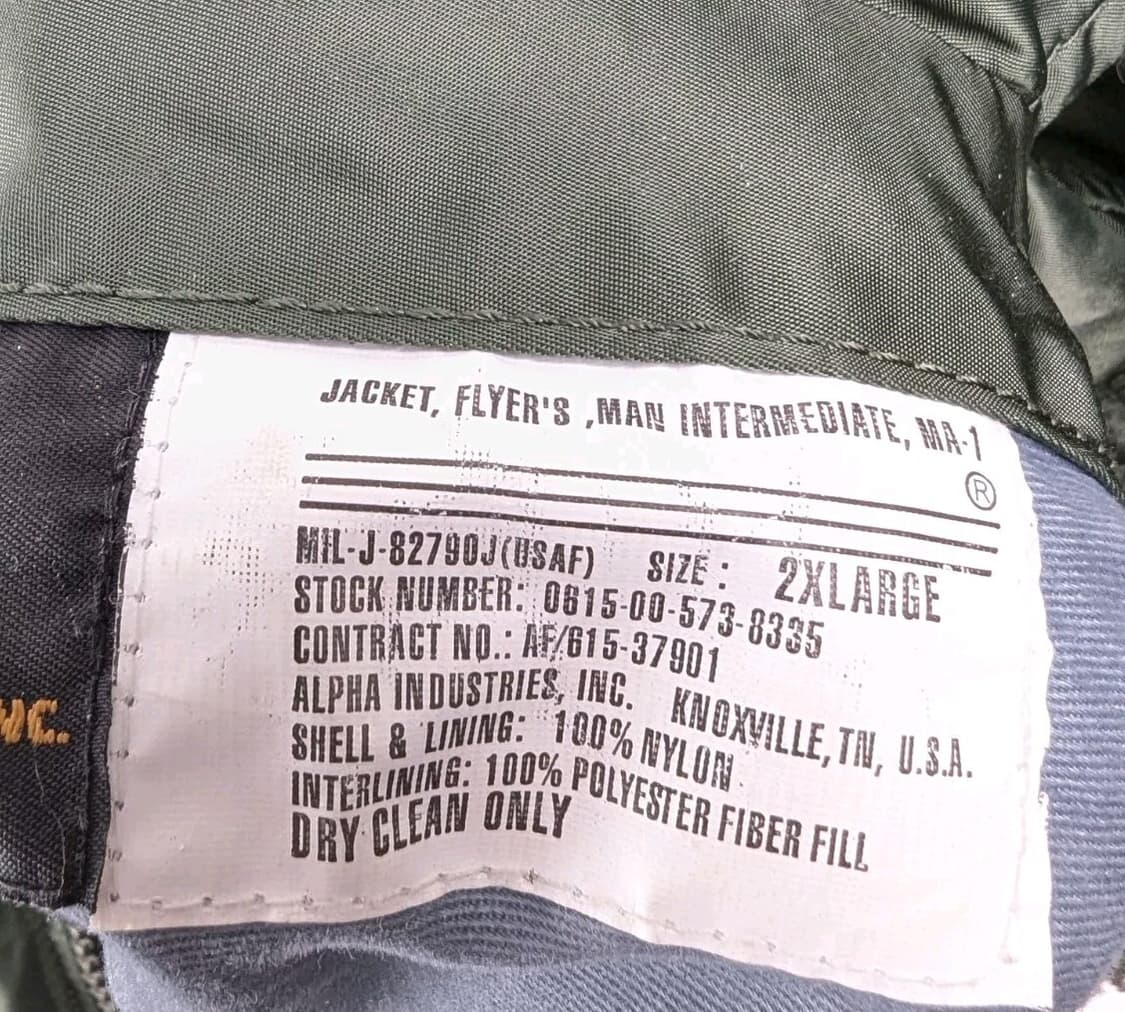 JACKET, FLYER'S ,MAN INTERMEDIATE, MA-1
®
MIL-J-82790J(USAF) SIZE: 2XLARGE
STOCK NUMBER: 0615-00-573-8335
CONTRACT NO.: AF/615-37901
ALPHA INDUSTRIES, INC. KNOXVILLE, TN, U.S.A.
SHELL & LINING: 100% NYLON
INTERLINING: 100% POLYESTER FIBER FILL
DRY CLEAN ONLY
INC.